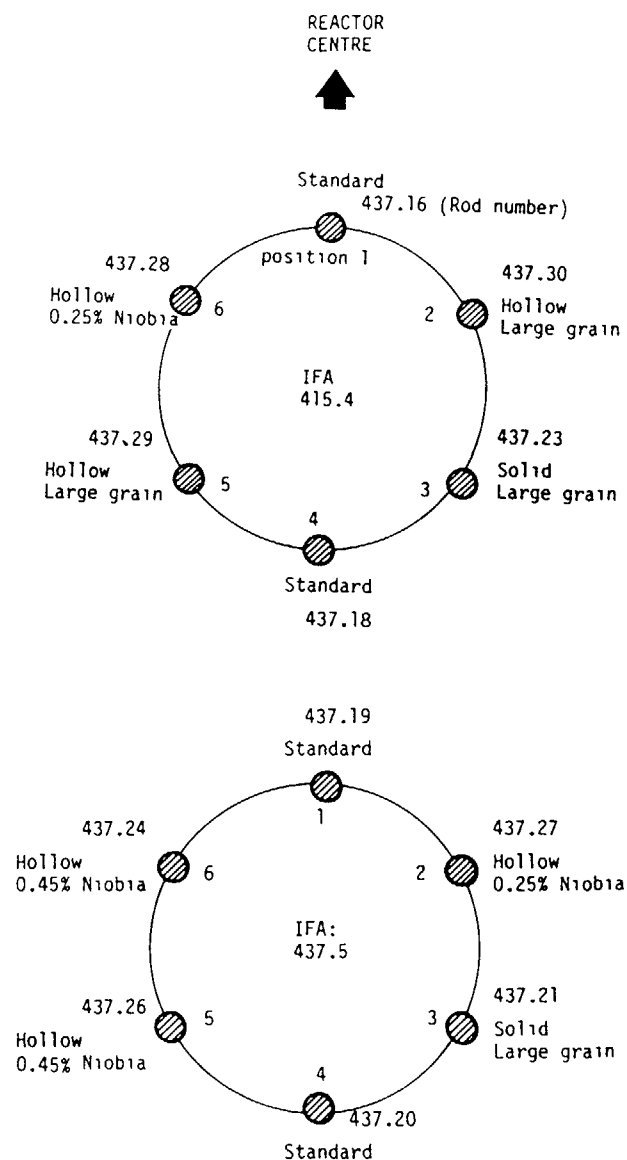 REACTOR
CENTRE
Standard
437.16 (Rod number)
position 1
437.28
Hollow
0.25% Niobia
6
437.30
Hollow
Large grain
2
IFA
415.4
437.29
Hollow
Large grain
5
437.23
Solid
Large grain
3
4
Standard
437.18
437.19
Standard
1
437.24
Hollow
0.45% Niobia
6
437.27
Hollow
0.25% Niobia
2
IFA:
437.5
437.26
Hollow
0.45% Niobia
5
437.21
Solid
Large grain
3
4
437.20
Standard